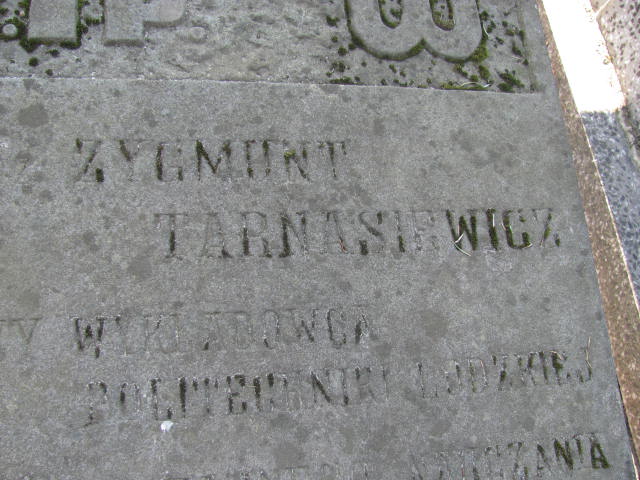 ZYGMUNT
TARNASIEWICZ
WYKŁADOWCA
POLITECHNIKI ŁÓDZKIEJ
NAUCZANIA